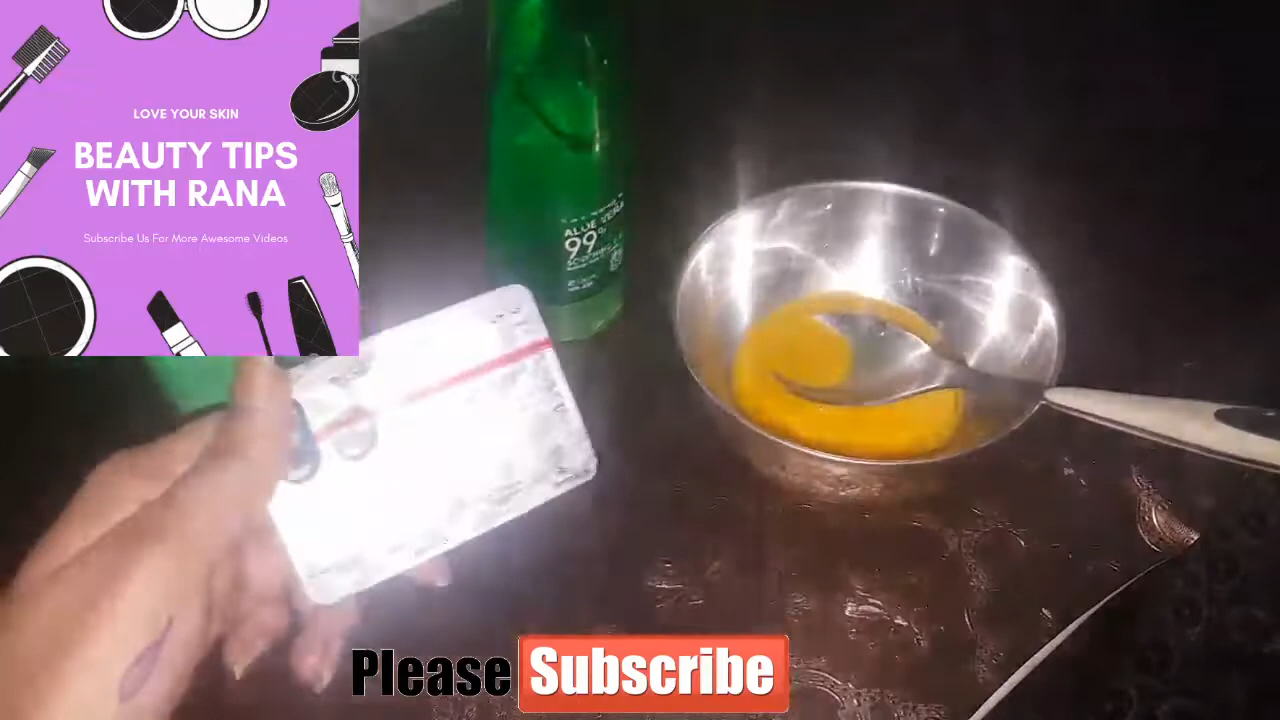 LOVE YOUR SKIN
BEAUTY TIPS
WITH RANA
Subscribe Us For More Awesome Videos
ALOE VERA
99%
Please Subscribe